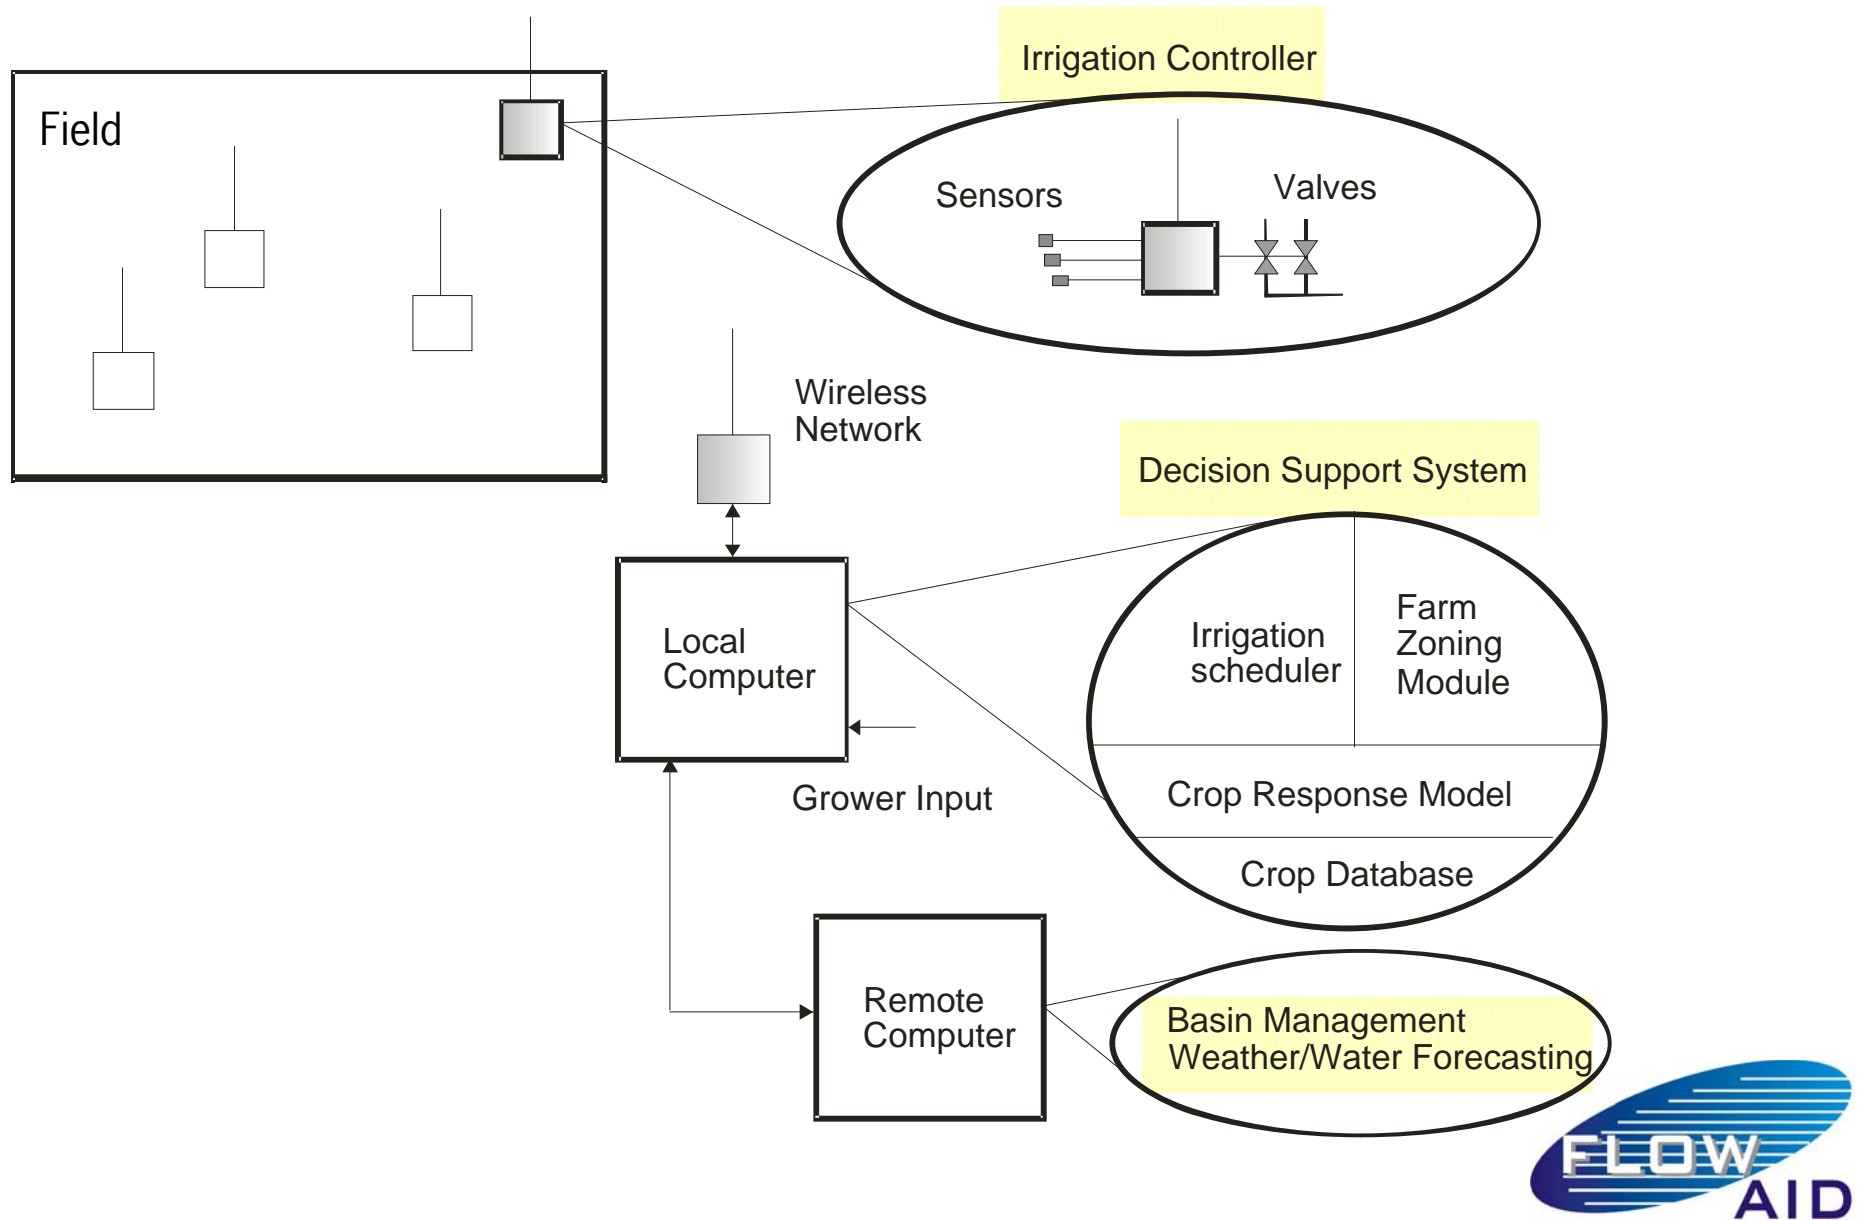 Irrigation Controller
Field
Sensors
Valves
Wireless
Network
Decision Support System
Local
Computer
Irrigation
scheduler
Farm
Zoning
Module
Grower Input
Crop Response Model
Crop Database
Remote
Computer
Basin Management
Weather/Water Forecasting
FLOW
AID